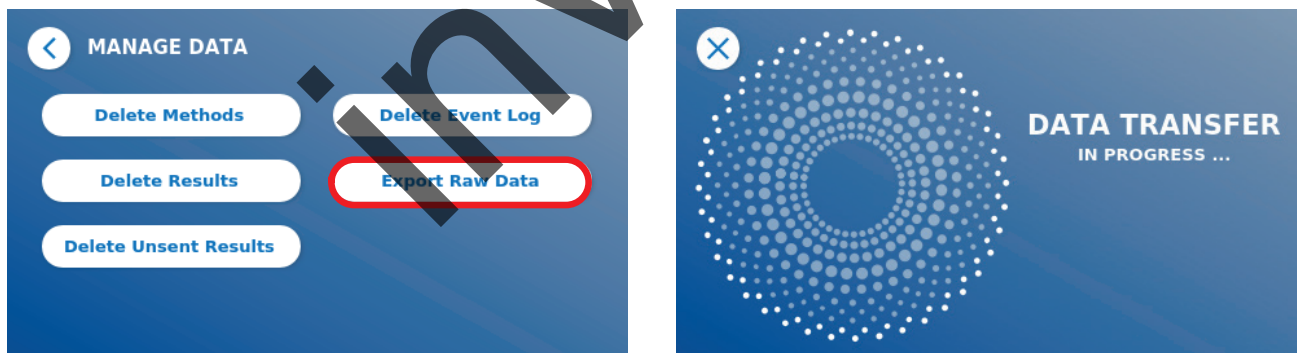 MANAGE DATA
Delete Methods
Delete Event Log
Delete Results
Export Raw Data
Delete Unsent Results
DATA TRANSFER
IN PROGRESS ...